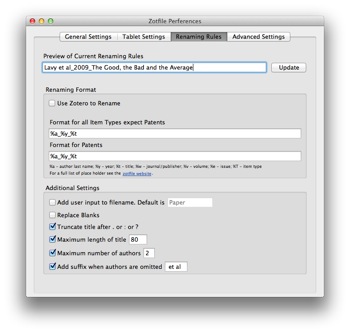 Zotfile Perferences
General Settings Tablet Settings Renaming Rules Advanced Settings
Preview of Current Renaming Rules
Lavy et al_2009_The Good, the Bad and the Average Update
Renaming Format
Use Zotero to Rename
Format for all Item Types expect Patents
%a_%y_%t
Format for Patents
%a_%y_%t
%a - author last name; %y - year; %t - title; %w - journal/publisher; %v - volume; %e - issue; %T - item type
For a full list of place holder see the zotfile website.
Additional Settings
Add user input to filename. Default is Paper
Replace Blanks
Truncate title after . or : or ?
Maximum length of title 80
Maximum number of authors 2
Add suffix when authors are omitted et al